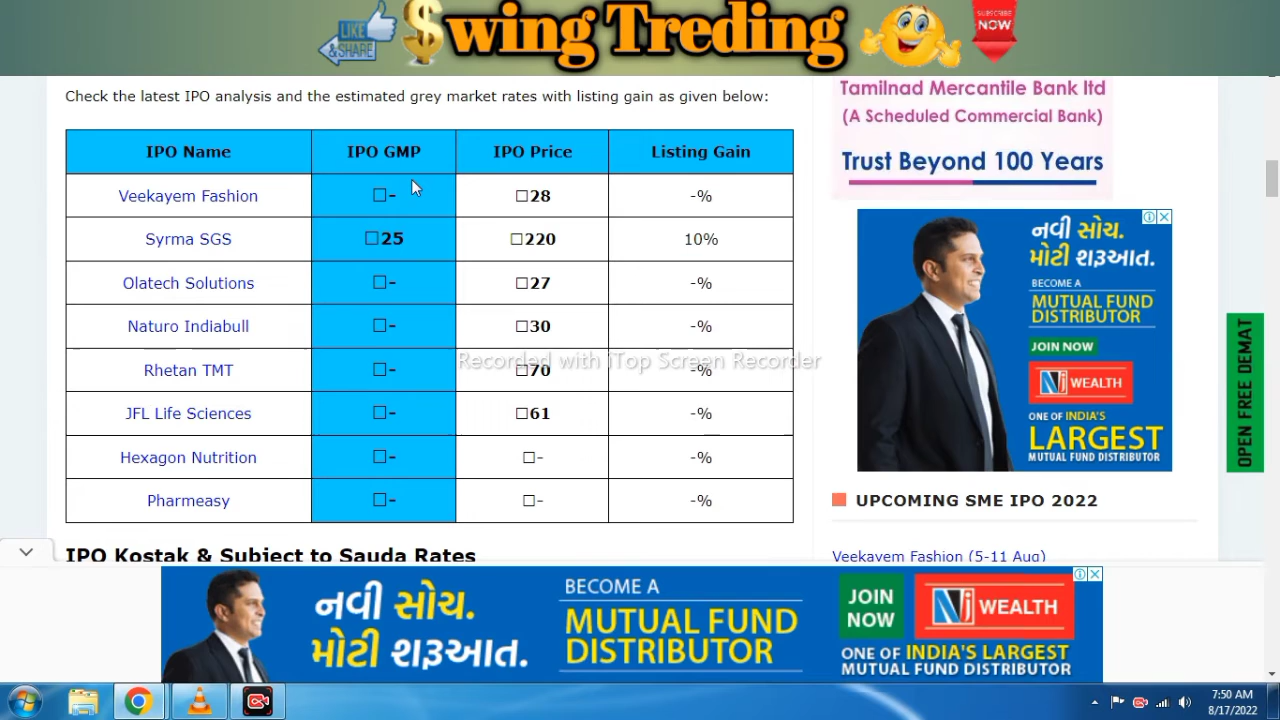 LIKE
&SHARE
$wing Treding
SUBSCRIBE
NOW
Check the latest IPO analysis and the estimated grey market rates with listing gain as given below:
IPO Name IPO GMP IPO Price Listing Gain
Veekayem Fashion □- □28 -%
Syrma SGS □25 □220 10%
Olatech Solutions □- □27 -%
Naturo Indiabull □- □30 -%
Rhetan TMT □- □70 -%
JFL Life Sciences □- □61 -%
Hexagon Nutrition □- □- -%
Pharmeasy □- □- -%
Recorded with iTop Screen Recorder
IPO Kostak & Subject to Sauda Rates
Tamilnad Mercantile Bank ltd
(A Scheduled Commercial Bank)
Trust Beyond 100 Years
નવી સોચ.
મોટી શરૂઆત.
BECOME A
MUTUAL FUND
DISTRIBUTOR
JOIN NOW
Nj WEALTH
ONE OF INDIA'S
LARGEST
MUTUAL FUND DISTRIBUTOR
OPEN FREE DEMAT
UPCOMING SME IPO 2022
Veekayem Fashion (5-11 Aug)
નવી સોચ.
મોટી શરૂઆત.
BECOME A
MUTUAL FUND
DISTRIBUTOR
JOIN
NOW
Nj WEALTH
ONE OF INDIA'S LARGEST
MUTUAL FUND DISTRIBUTOR
7:50 AM
8/17/2022